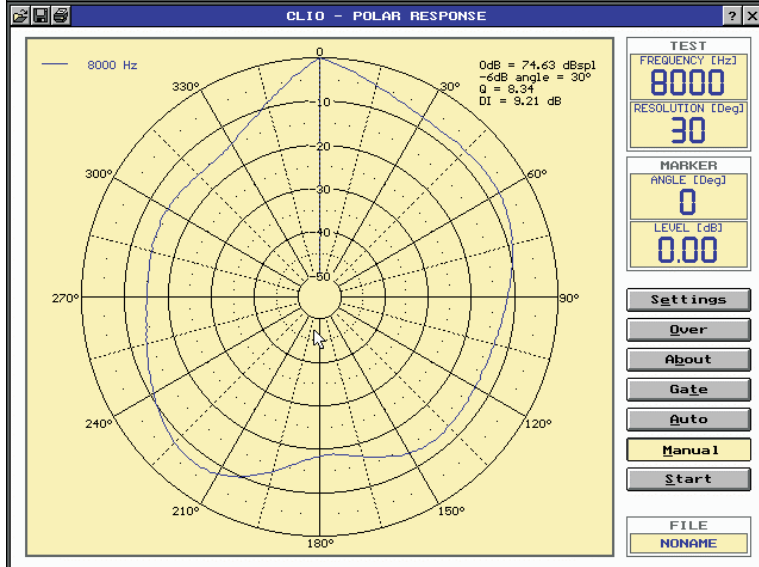 CLIO - POLAR RESPONSE
? X
8000 Hz
0dB = 74.63 dBspl
-6dB angle = 30°
Q = 8.34
DI = 9.21 dB
0
330°
30°
-10
-20
300°
60°
-30
-40
-50
270°
90°
240°
120°
210°
150°
180°
TEST
FREQUENCY [Hz]
8000
RESOLUTION [Deg]
30
MARKER
ANGLE [Deg]
0
LEVEL [dB]
0.00
Settings
Over
About
Gate
Auto
Manual
Start
FILE
NONAME